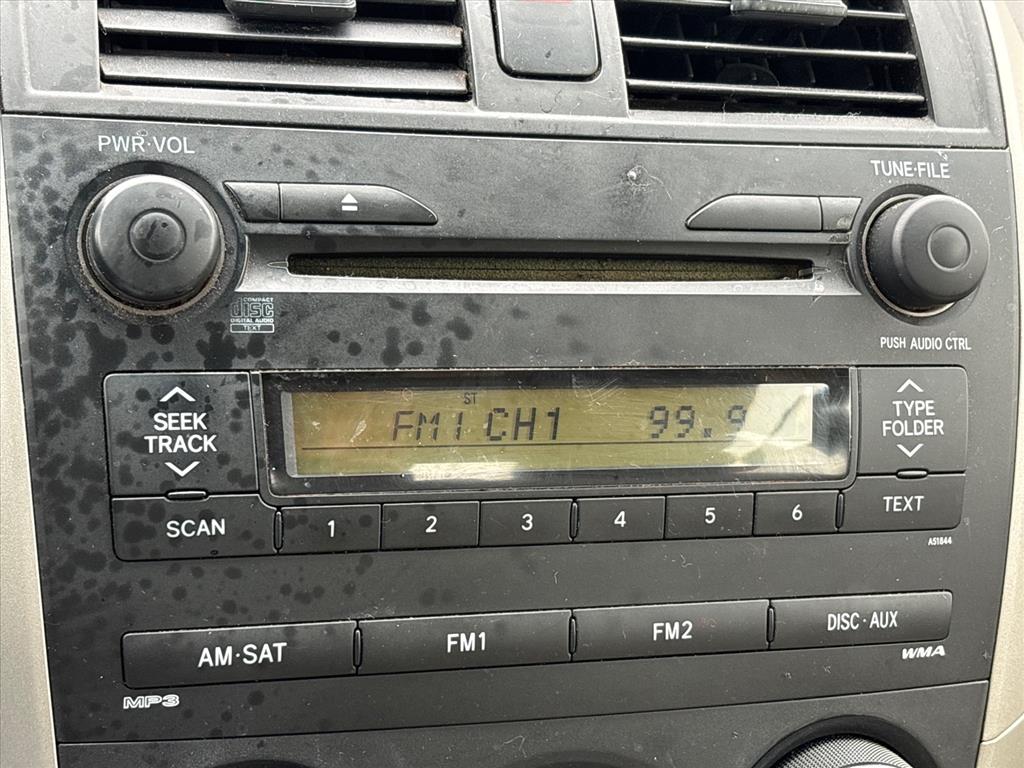 PWR·VOL
TUNE·FILE
COMPACT
disc
DIGITAL AUDIO
TEXT
PUSH AUDIO CTRL
SEEK
TRACK
ST
FM1 CH1 99.9
TYPE
FOLDER
SCAN
1
2
3
4
5
6
TEXT
A51844
AM·SAT
FM1
FM2
DISC·AUX
MP3
WMA